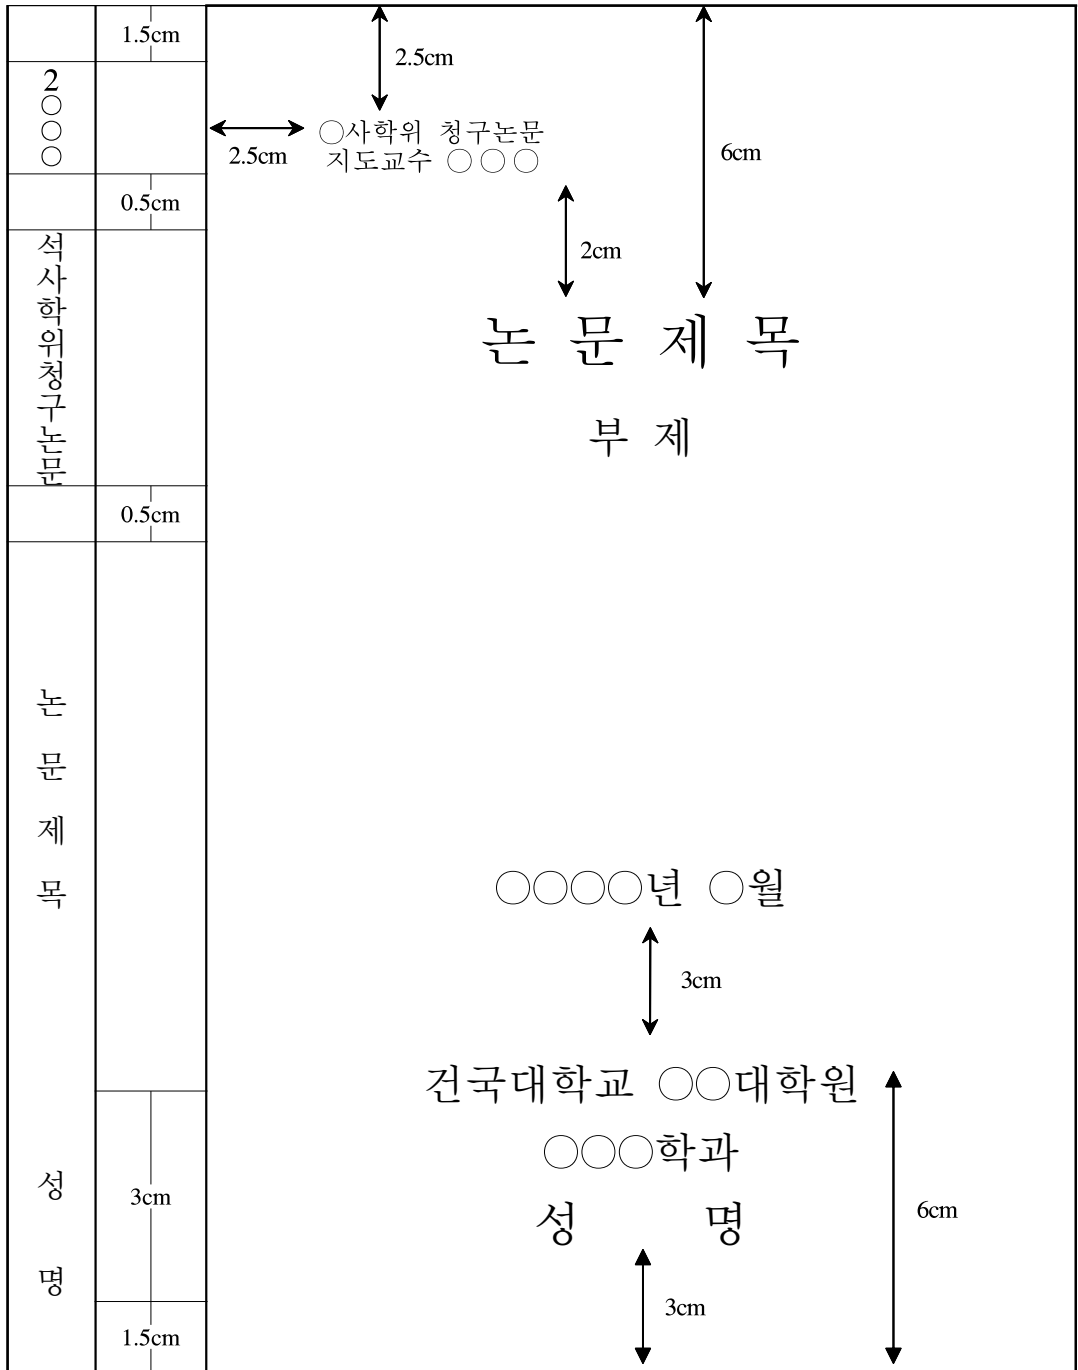 2○○○
석사학위청구논문
논문제목
성명
1.5cm
0.5cm
0.5cm
3cm
1.5cm
2.5cm
2.5cm
○사학위 청구논문
지도교수 ○○○
6cm
2cm
논 문 제 목
부 제
○○○○년 ○월
3cm
건국대학교 ○○대학원
○○○학과
성 명
3cm
6cm